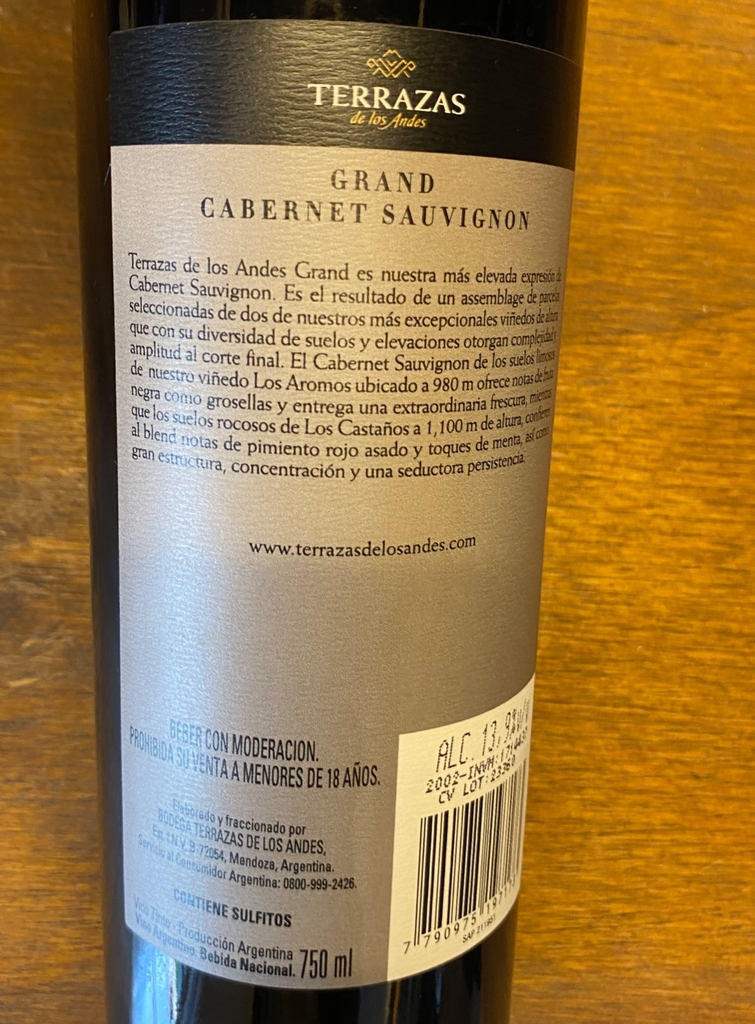 TERRAZAS
de los Andes
GRAND
CABERNET SAUVIGNON
Terrazas de los Andes Grand es nuestra más elevada expresión de
Cabernet Sauvignon. Es el resultado de un assemblage de parcelas
seleccionadas de dos de nuestros más excepcionales viñedos de altura
que con su diversidad de suelos y elevaciones otorgan complejidad y
amplitud al corte final. El Cabernet Sauvignon de los suelos limosos
de nuestro viñedo Los Aromos ubicado a 980 m ofrece notas de fruta
negra como grosellas y entrega una extraordinaria frescura, mientras
que los suelos rocosos de Los Castaños a 1,100 m de altura, confieren
al blend notas de pimiento rojo asado y toques de menta, así como
gran estructura, concentración y una seductora persistencia.
www.terrazasdelosandes.com
BEBER CON MODERACION.
PROHIBIDA SU VENTA A MENORES DE 18 AÑOS.
Elaborado y fraccionado por
BODEGA TERRAZAS DE LOS ANDES,
Est. I.N.V. B-72054, Mendoza, Argentina.
Servicio al Consumidor Argentina: 0800-999-2426.
CONTIENE SULFITOS
Vino Tinto - Producción Argentina
Vino Argentino. Bebida Nacional. 750 ml
ALC. 13,9%
2002-INVM:
CV LOT:23360
7 790975
SAP